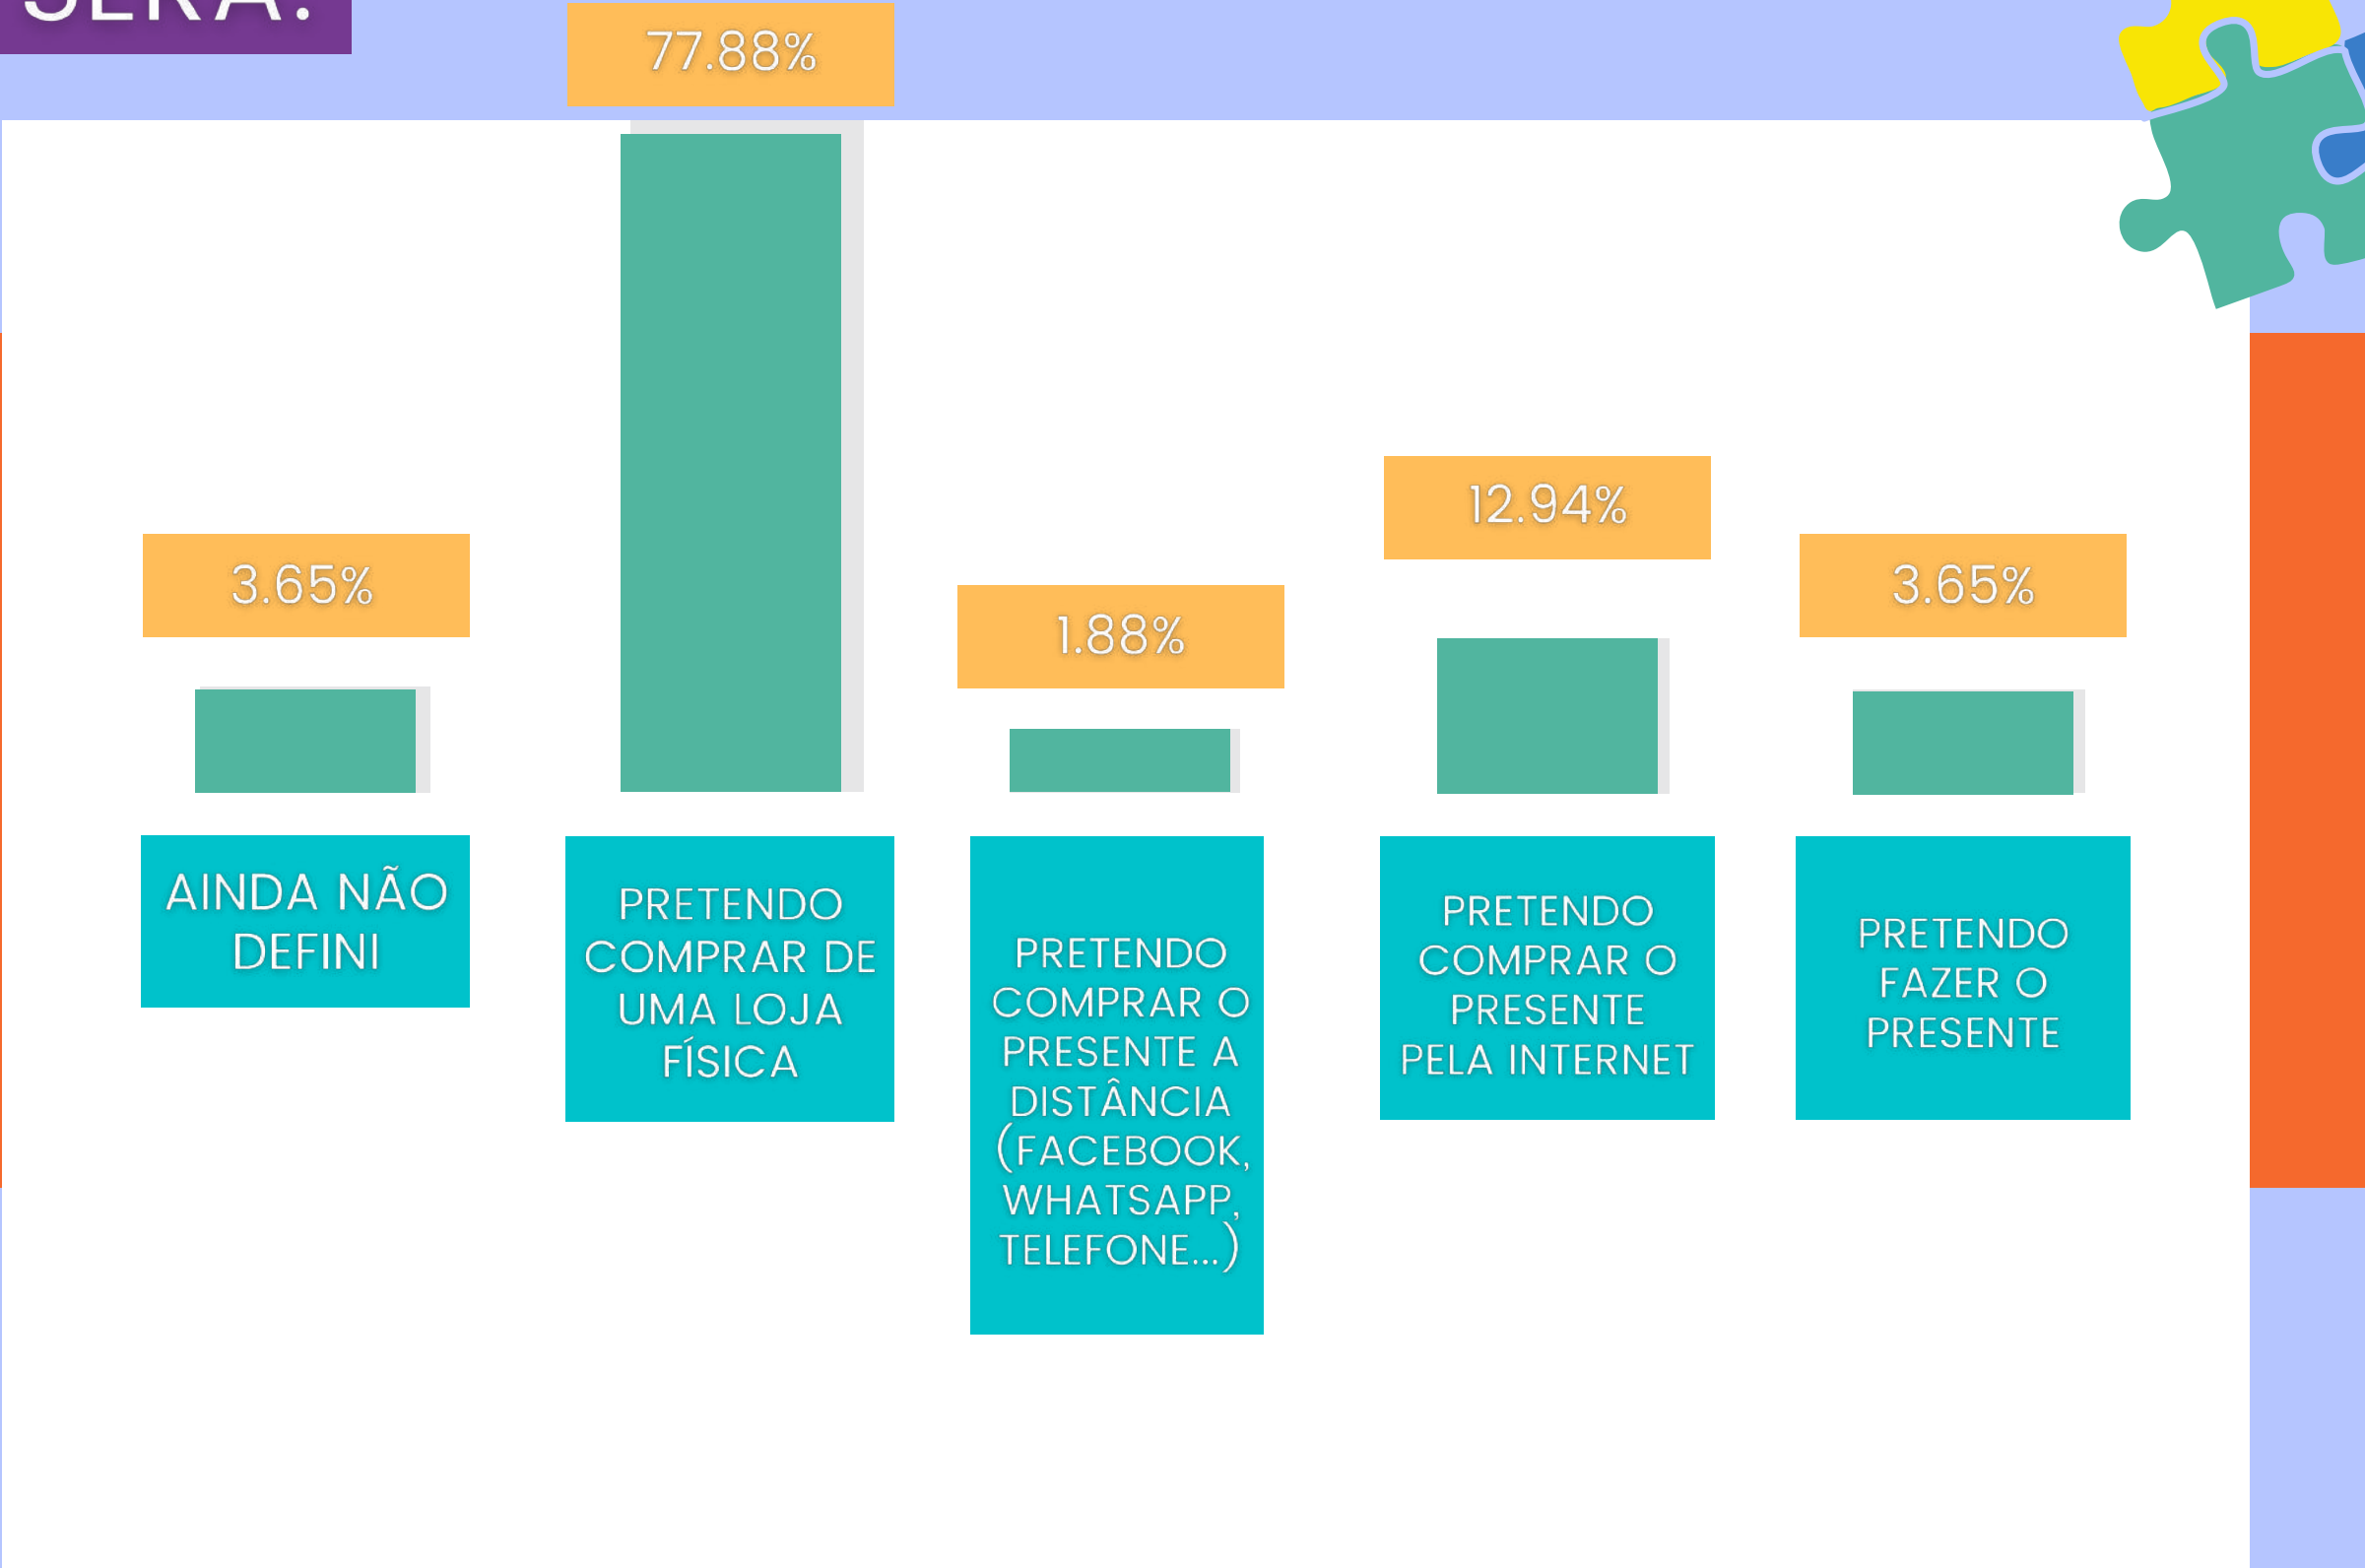 SERÁ?
77.88%
12.94%
3.65%
3.65%
1.88%
AINDA NÃO
DEFINI
PRETENDO
COMPRAR DE
UMA LOJA
FÍSICA
PRETENDO
COMPRAR O
PRESENTE A
DISTÂNCIA
(FACEBOOK,
WHATSAPP,
TELEFONE...)
PRETENDO
COMPRAR O
PRESENTE
PELA INTERNET
PRETENDO
FAZER O
PRESENTE